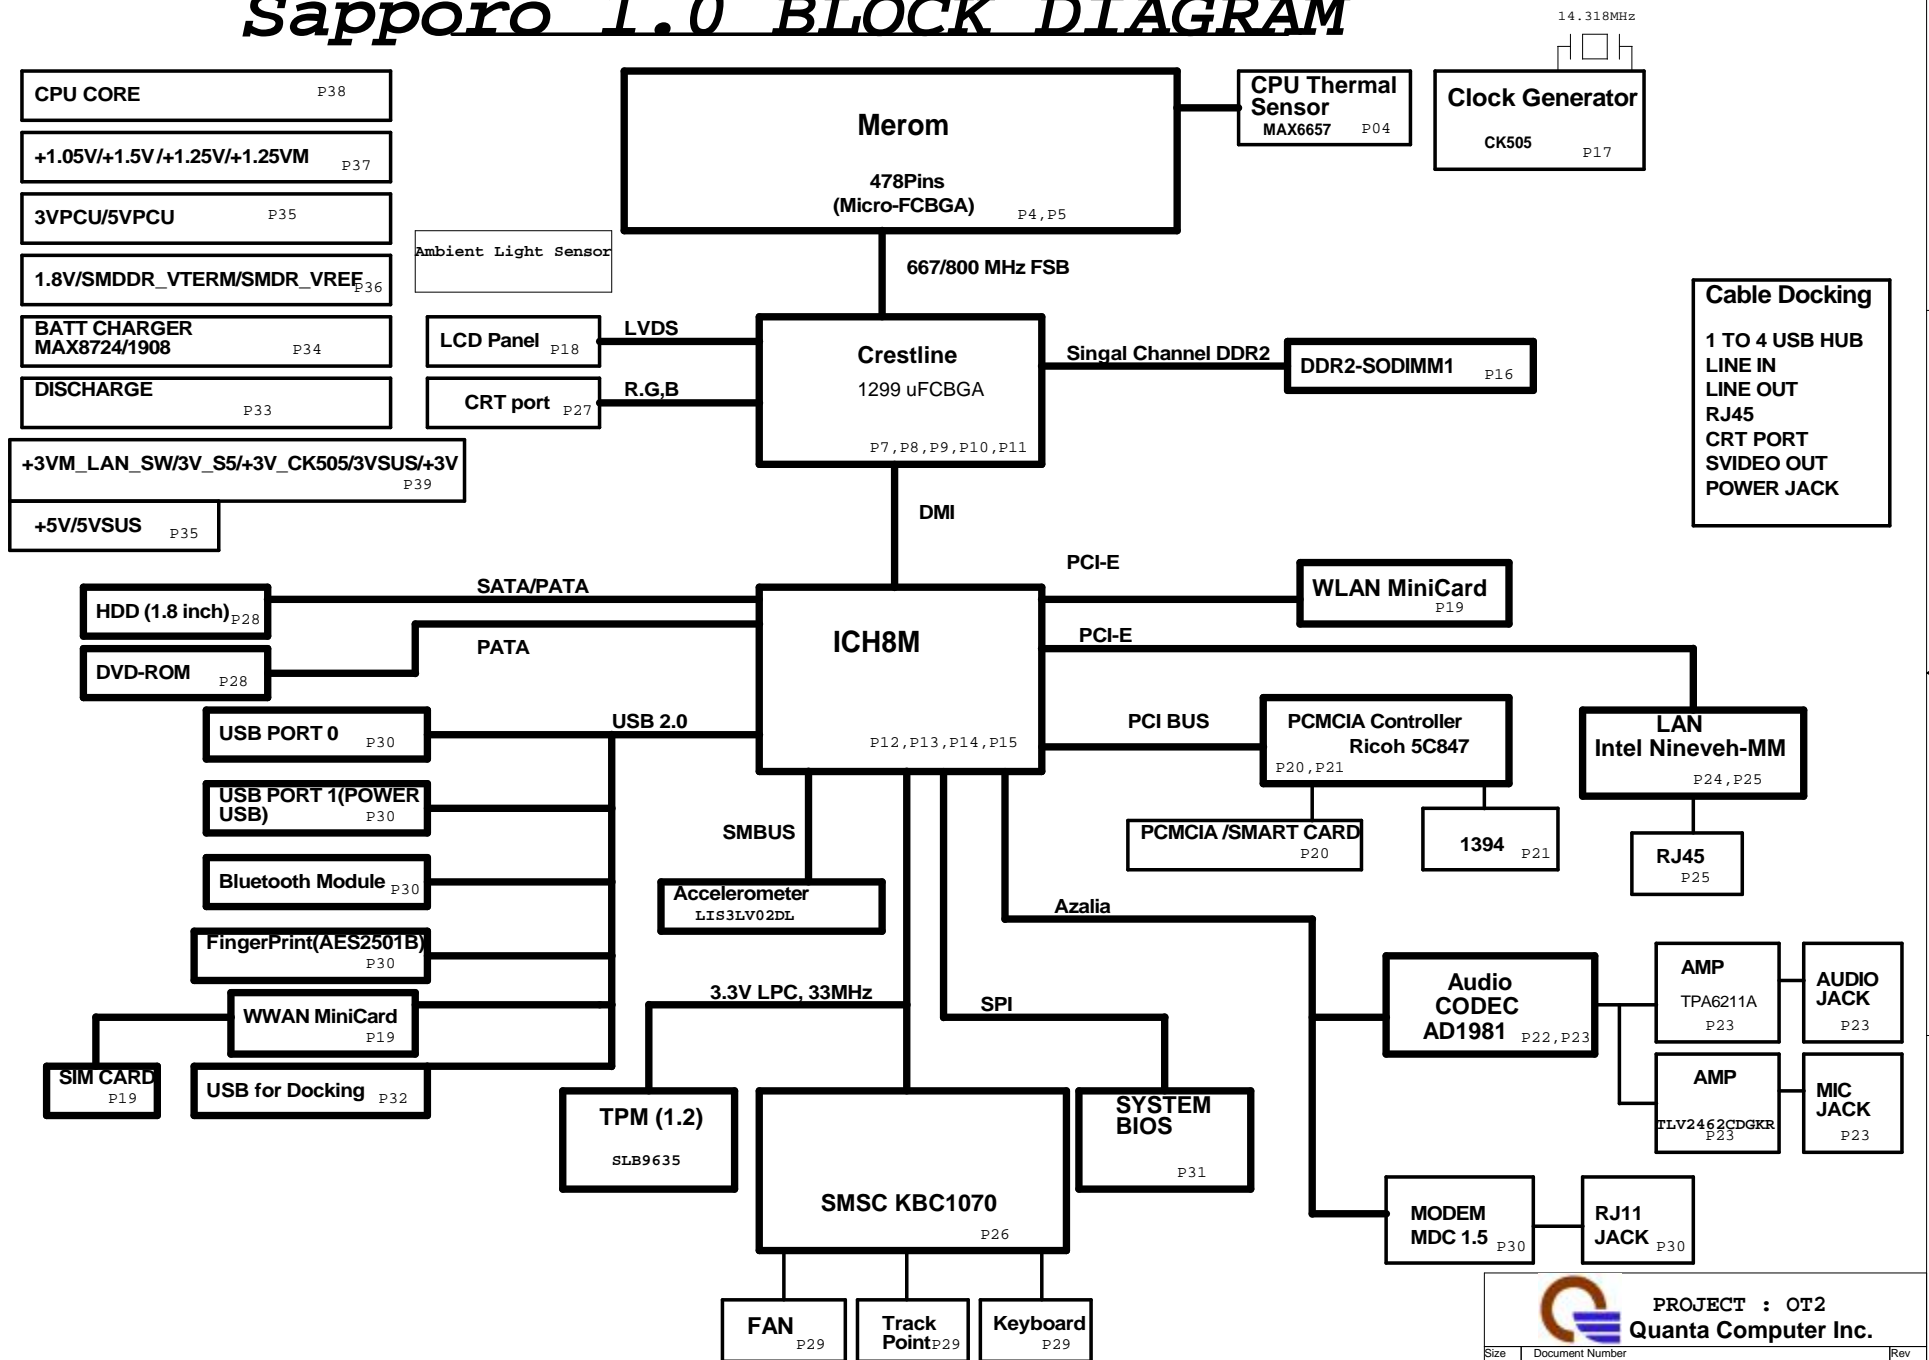 Sapporo 1.0 BLOCK DIAGRAM
14.318MHz
CPU CORE P38
+1.05V/+1.5V/+1.25V/+1.25VM P37
3VPCU/5VPCU P35
1.8V/SMDDR_VTERM/SMDR_VREF P36
BATT CHARGER
MAX8724/1908 P34
DISCHARGE
P33
+3VM_LAN_SW/3V_S5/+3V_CK505/3VSUS/+3V
P39
+5V/5VSUS P35
Ambient Light Sensor
Merom
478Pins
(Micro-FCBGA) P4,P5
CPU Thermal
Sensor
MAX6657 P04
Clock Generator
CK505 P17
667/800 MHz FSB
LCD Panel P18
LVDS
CRT port P27
R.G,B
Crestline
1299 uFCBGA
P7,P8,P9,P10,P11
Singal Channel DDR2
DDR2-SODIMM1 P16
Cable Docking
1 TO 4 USB HUB
LINE IN
LINE OUT
RJ45
CRT PORT
SVIDEO OUT
POWER JACK
DMI
HDD (1.8 inch) P28
SATA/PATA
DVD-ROM P28
PATA
ICH8M
P12,P13,P14,P15
PCI-E
WLAN MiniCard
P19
PCI-E
LAN
Intel Nineveh-MM
P24,P25
RJ45
P25
PCI BUS
PCMCIA Controller
Ricoh 5C847
P20,P21
PCMCIA /SMART CARD
P20
1394 P21
USB 2.0
USB PORT 0 P30
USB PORT 1(POWER
USB) P30
Bluetooth Module P30
FingerPrint(AES2501B)
P30
WWAN MiniCard
P19
SIM CARD
P19
USB for Docking P32
SMBUS
Accelerometer
LIS3LV02DL
3.3V LPC, 33MHz
SPI
Azalia
TPM (1.2)
SLB9635
SMSC KBC1070
P26
SYSTEM
BIOS
P31
FAN
P29
Track
Point P29
Keyboard
P29
Audio
CODEC
AD1981 P22,P23
AMP
TPA6211A
P23
AUDIO
JACK
P23
AMP
TLV2462CDGKR
P23
MIC
JACK
P23
MODEM
MDC 1.5 P30
RJ11
JACK P30
PROJECT : OT2
Quanta Computer Inc.
Size Document Number Rev